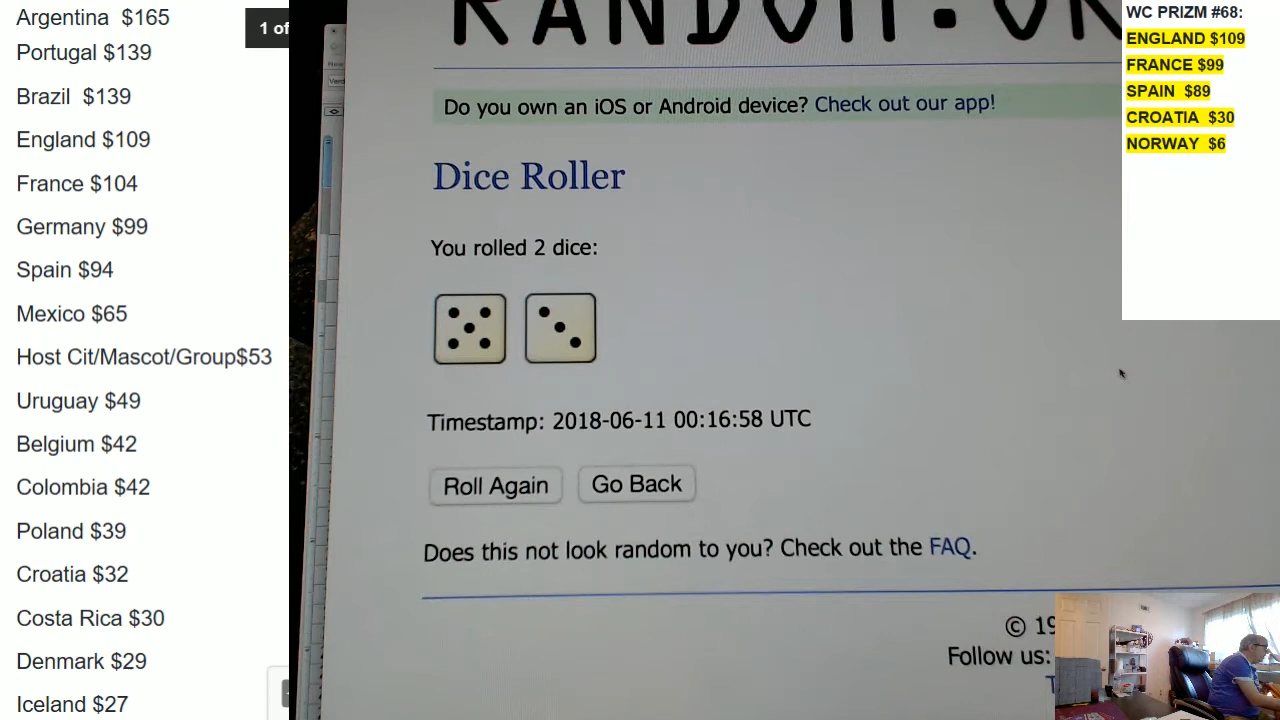 Argentina $165
Portugal $139
Brazil $139
England $109
France $104
Germany $99
Spain $94
Mexico $65
Host Cit/Mascot/Group$53
Uruguay $49
Belgium $42
Colombia $42
Poland $39
Croatia $32
Costa Rica $30
Denmark $29
Iceland $27
1 of
Do you own an iOS or Android device? Check out our app!
Dice Roller
You rolled 2 dice:
Timestamp: 2018-06-11 00:16:58 UTC
Roll Again
Go Back
Does this not look random to you? Check out the FAQ.
© 19
Follow us:
WC PRIZM #68:
ENGLAND $109
FRANCE $99
SPAIN $89
CROATIA $30
NORWAY $6